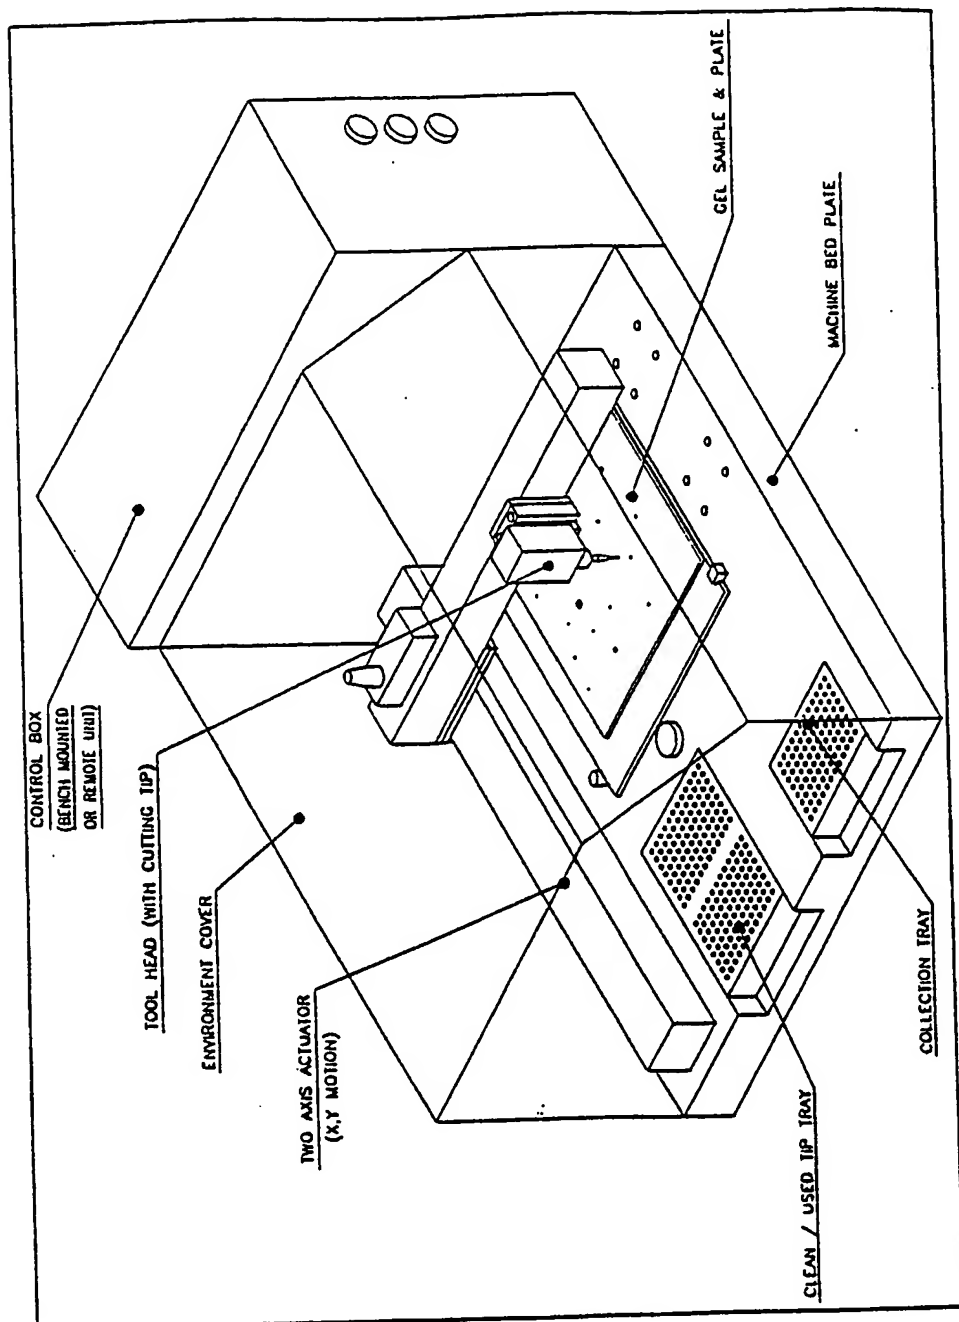 CONTROL BOX
(BENCH MOUNTED
OR REMOTE UNIT)
TOOL HEAD (WITH CUTTING TIP)
ENVIRONMENT COVER
TWO AXIS ACTUATOR
(X,Y MOTION)
CLEAN / USED TIP TRAY
COLLECTION TRAY
MACHINE BED PLATE
GEL SAMPLE & PLATE